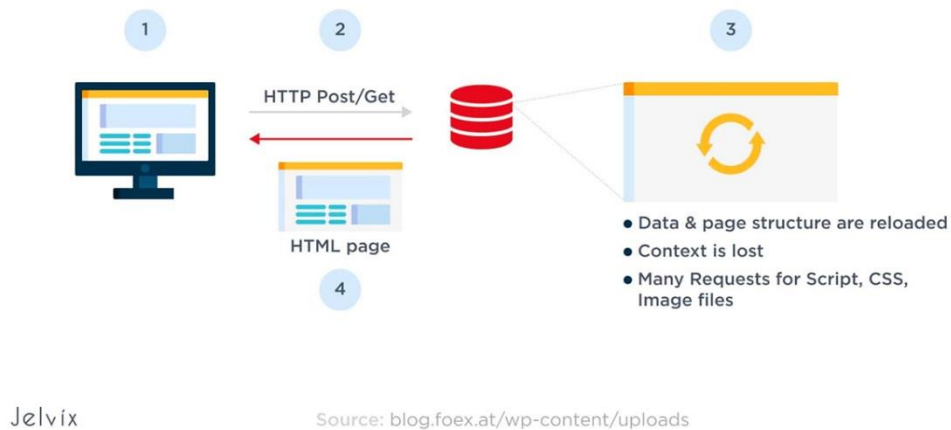 1
2
3
HTTP Post/Get
HTML page
4
• Data & page structure are reloaded
• Context is lost
• Many Requests for Script, CSS,
Image files
Jelvix
Source: blog.foex.at/wp-content/uploads